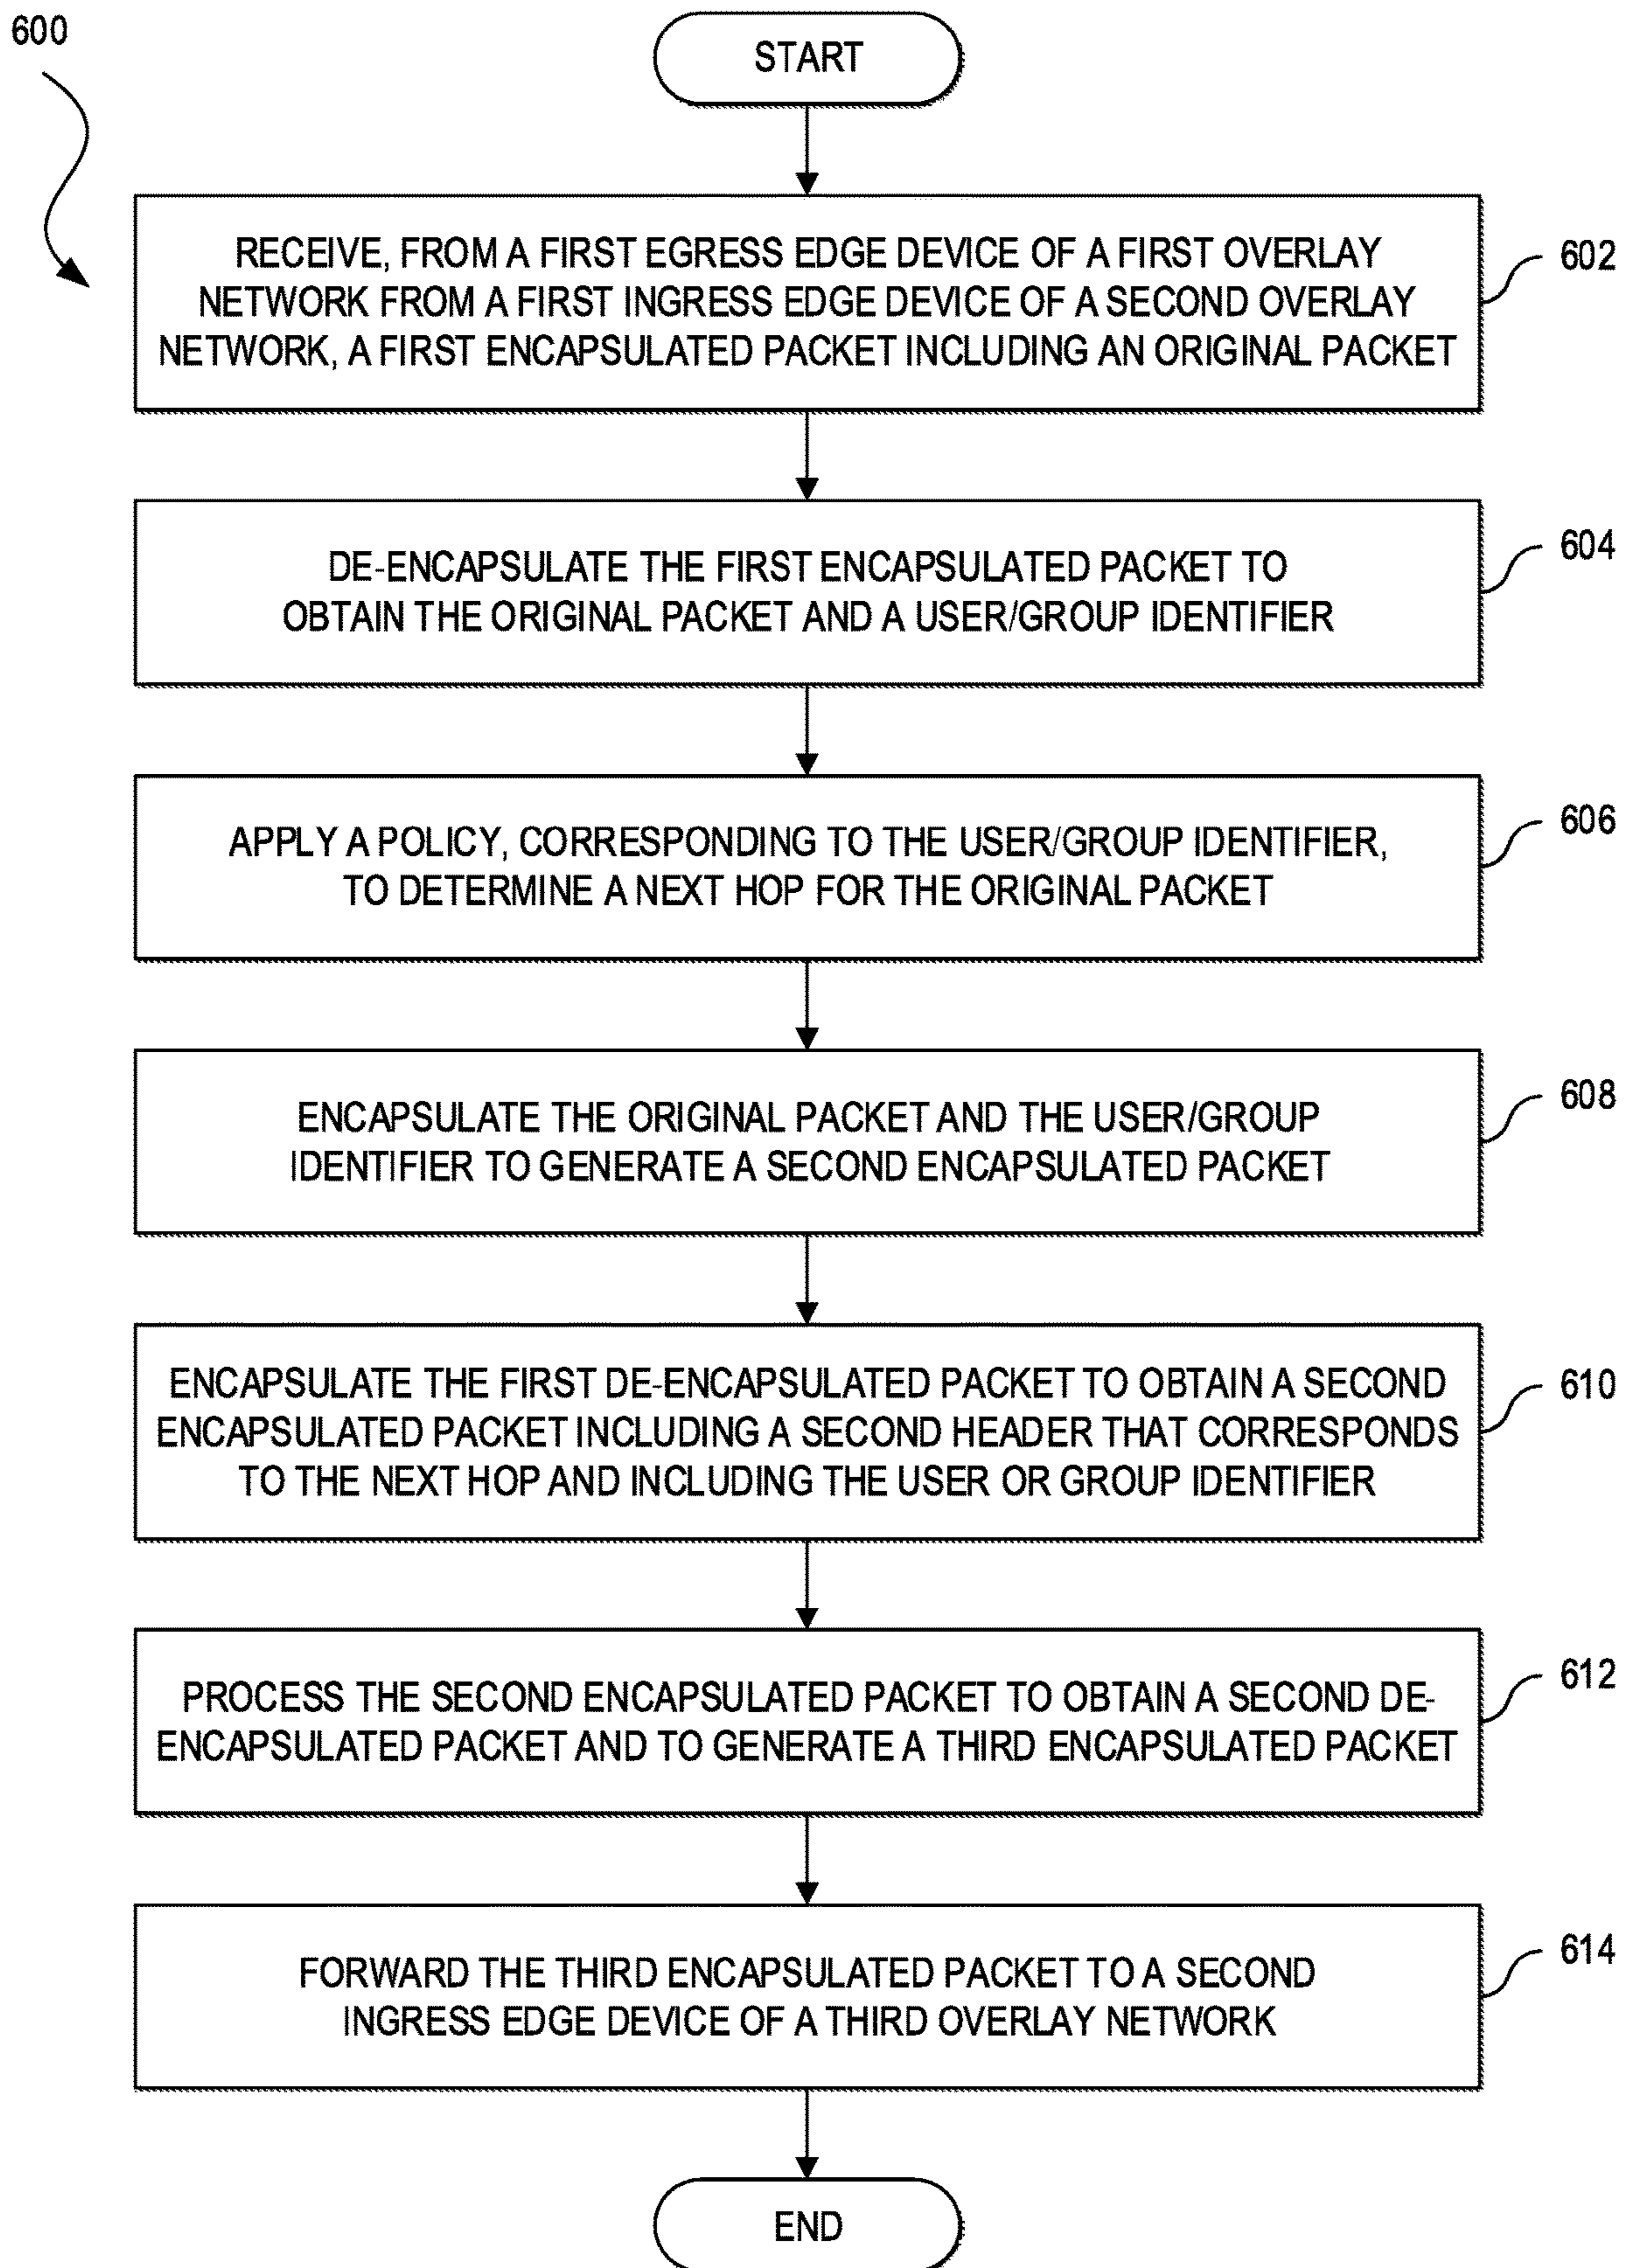 600
START
RECEIVE, FROM A FIRST EGRESS EDGE DEVICE OF A FIRST OVERLAY
NETWORK FROM A FIRST INGRESS EDGE DEVICE OF A SECOND OVERLAY
NETWORK, A FIRST ENCAPSULATED PACKET INCLUDING AN ORIGINAL PACKET
602
DE-ENCAPSULATE THE FIRST ENCAPSULATED PACKET TO
OBTAIN THE ORIGINAL PACKET AND A USER/GROUP IDENTIFIER
604
APPLY A POLICY, CORRESPONDING TO THE USER/GROUP IDENTIFIER,
TO DETERMINE A NEXT HOP FOR THE ORIGINAL PACKET
606
ENCAPSULATE THE ORIGINAL PACKET AND THE USER/GROUP
IDENTIFIER TO GENERATE A SECOND ENCAPSULATED PACKET
608
ENCAPSULATE THE FIRST DE-ENCAPSULATED PACKET TO OBTAIN A SECOND
ENCAPSULATED PACKET INCLUDING A SECOND HEADER THAT CORRESPONDS
TO THE NEXT HOP AND INCLUDING THE USER OR GROUP IDENTIFIER
610
PROCESS THE SECOND ENCAPSULATED PACKET TO OBTAIN A SECOND DE-
ENCAPSULATED PACKET AND TO GENERATE A THIRD ENCAPSULATED PACKET
612
FORWARD THE THIRD ENCAPSULATED PACKET TO A SECOND
INGRESS EDGE DEVICE OF A THIRD OVERLAY NETWORK
614
END